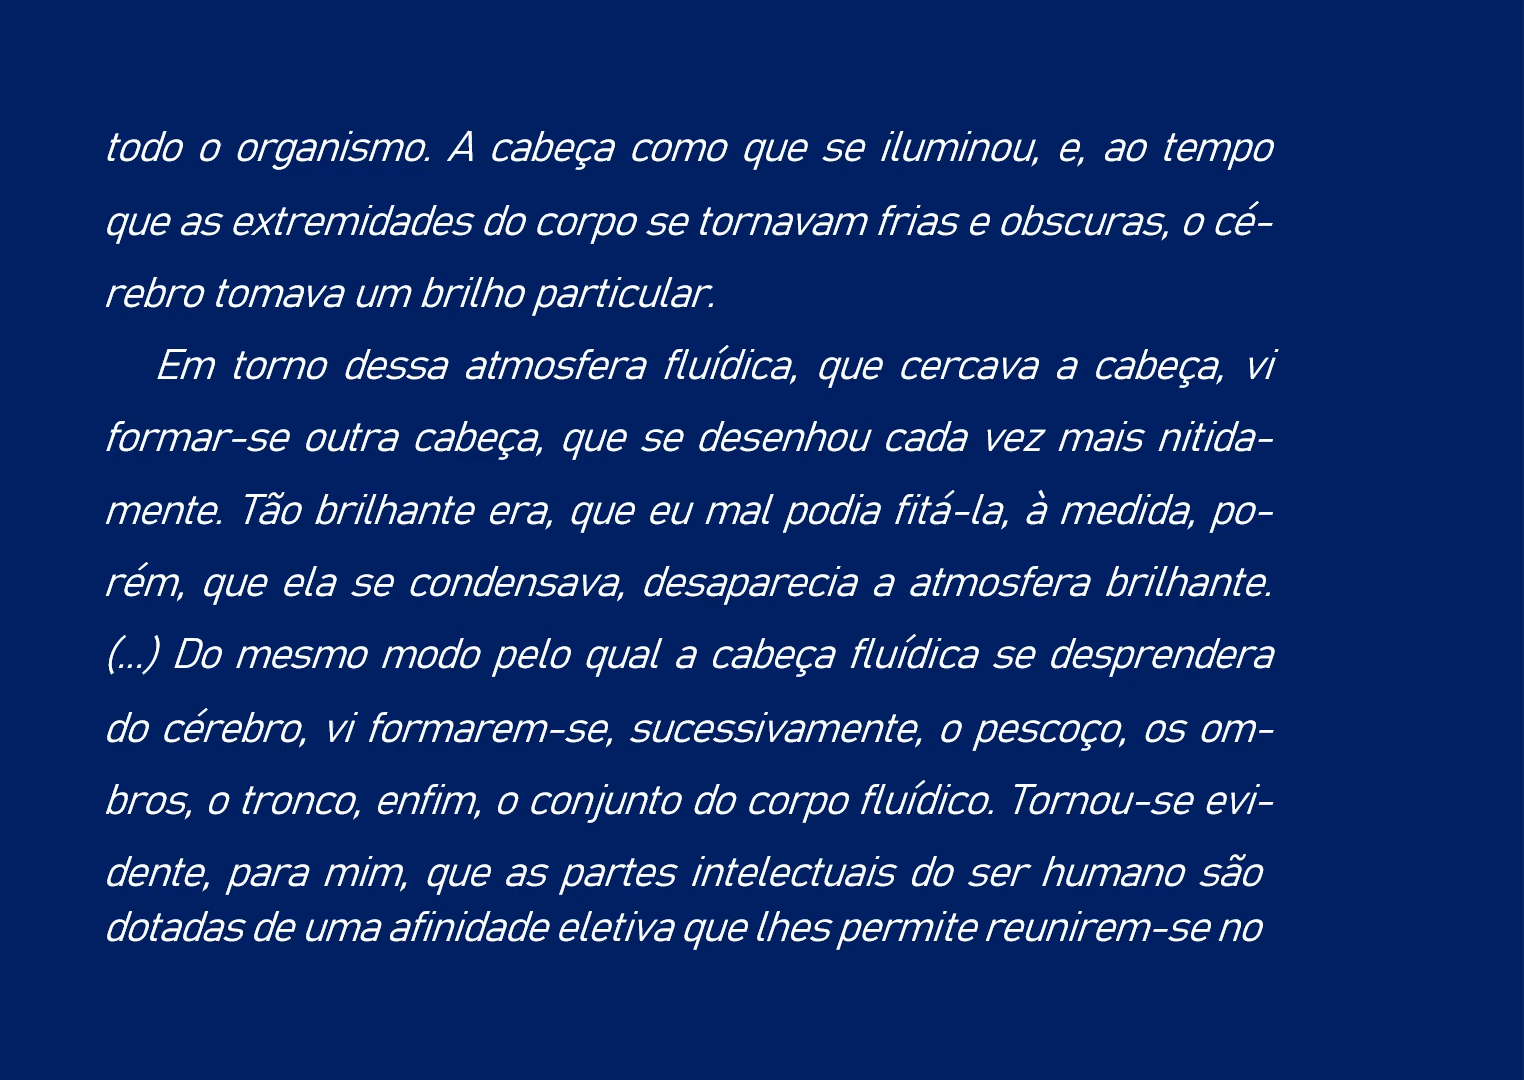 todo o organismo. A cabeça como que se iluminou, e, ao tempo
que as extremidades do corpo se tornavam frias e obscuras, o cé-
rebro tomava um brilho particular.
Em torno dessa atmosfera fluídica, que cercava a cabeça, vi
formar-se outra cabeça, que se desenhou cada vez mais nitida-
mente. Tão brilhante era, que eu mal podia fitá-la, à medida, po-
rém, que ela se condensava, desaparecia a atmosfera brilhante.
(...) Do mesmo modo pelo qual a cabeça fluídica se desprendera
do cérebro, vi formarem-se, sucessivamente, o pescoço, os om-
bros, o tronco, enfim, o conjunto do corpo fluídico. Tornou-se evi-
dente, para mim, que as partes intelectuais do ser humano são
dotadas de uma afinidade eletiva que lhes permite reunirem-se no